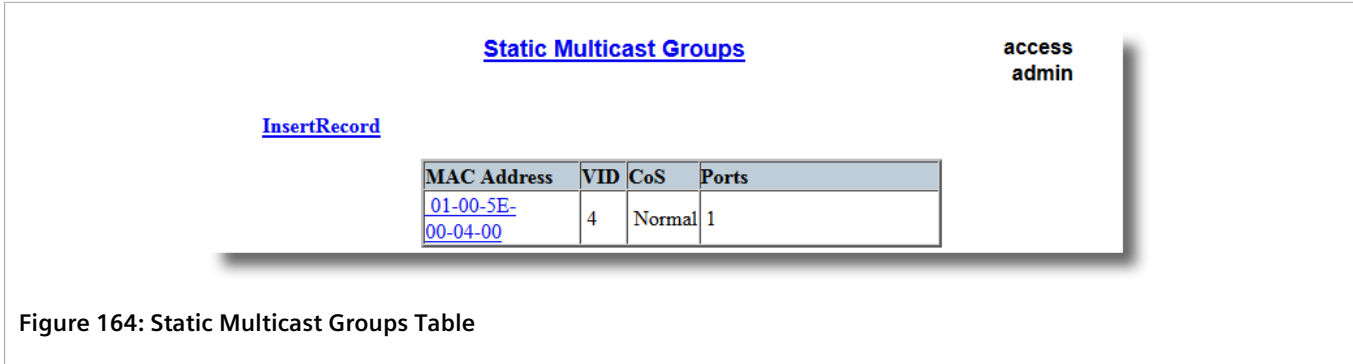 Static Multicast Groups
access
admin
InsertRecord
MAC Address VID CoS Ports
01-00-5E-
00-04-00 4 Normal 1
Figure 164: Static Multicast Groups Table